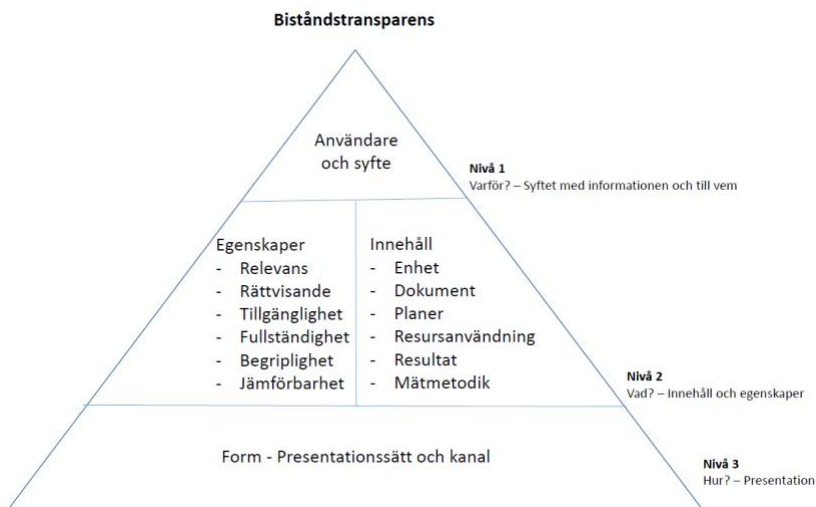 Biståndstransparens
Användare
och syfte
Nivå 1
Varför? – Syftet med informationen och till vem
Egenskaper
- Relevans
- Rättvisande
- Tillgänglighet
- Fullständighet
- Begriplighet
- Jämförbarhet
Innehåll
- Enhet
- Dokument
- Planer
- Resursanvändning
- Resultat
- Mätmetodik
Nivå 2
Vad? – Innehåll och egenskaper
Form - Presentationssätt och kanal
Nivå 3
Hur? – Presentation